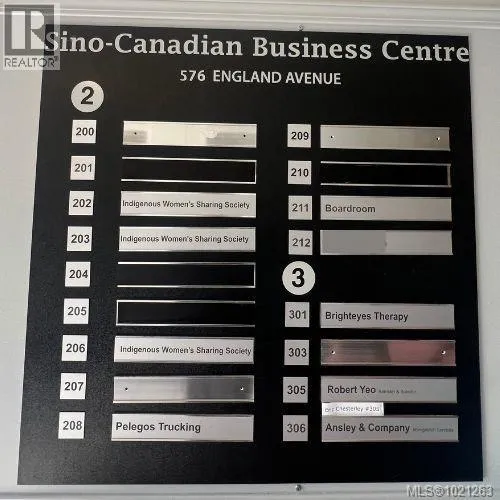 REALTOR®
Sino-Canadian Business Centre
576 ENGLAND AVENUE
2
200
201
202 Indigenous Women's Sharing Society
203 Indigenous Women's Sharing Society
204
205
206 Indigenous Women's Sharing Society
207
208 Pelegos Trucking
209
210
211 Boardroom
212
3
301 Brighteyes Therapy
303
305 Robert Yeo
Chesterley #305
306 Ansley & Company
MLS®1021263